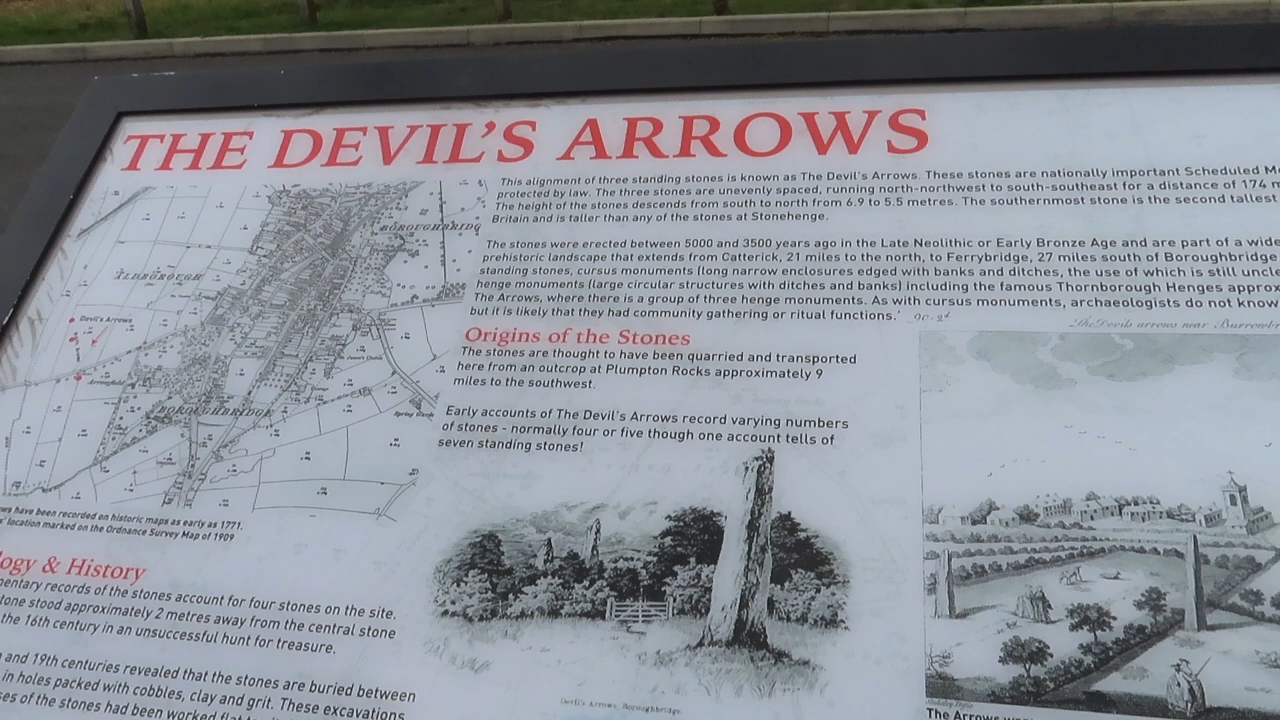 THE DEVIL'S ARROWS
This alignment of three standing stones is known as The Devil's Arrows. These stones are nationally important Scheduled
protected by law. The three stones are unevenly spaced, running north-northwest to south-southeast for a distance of 174
The height of the stones descends from south to north from 6.9 to 5.5 metres. The southernmost stone is the second tallest
Britain and is taller than any of the stones at Stonehenge.
The stones were erected between 5000 and 3500 years ago in the Late Neolithic or Early Bronze Age and are part of a wide
prehistoric landscape that extends from Catterick, 21 miles to the north, to Ferrybridge, 27 miles south of Boroughbridge
standing stones, cursus monuments (long narrow enclosures edged with banks and ditches, the use of which is still uncle
henge monuments (large circular structures with ditches and banks) including the famous Thornborough Henges approx
The Arrows, where there is a group of three henge monuments. As with cursus monuments, archaeologists do not know
but it is likely that they had community gathering or ritual functions.'
Origins of the Stones
The stones are thought to have been quarried and transported
here from an outcrop at Plumpton Rocks approximately 9
miles to the southwest.
Early accounts of The Devil's Arrows record varying numbers
of stones - normally four or five though one account tells of
seven standing stones!
The Devils arrows near Burrowbr
BOROUGHBRIDG
ALDBOROUGH
Devil's Arrows
Arrowfield
BOROUGHBRIDGE
ws have been recorded on historic maps as early as 1771.
s' location marked on the Ordnance Survey Map of 1909
ogy & History
mentary records of the stones account for four stones on the site.
tone stood approximately 2 metres away from the central stone
the 16th century in an unsuccessful hunt for treasure.
and 19th centuries revealed that the stones are buried between
in holes packed with cobbles, clay and grit. These excavations
ses of the stones had been worked flat
Devil's Arrows, Boroughbridge.
The Arrows